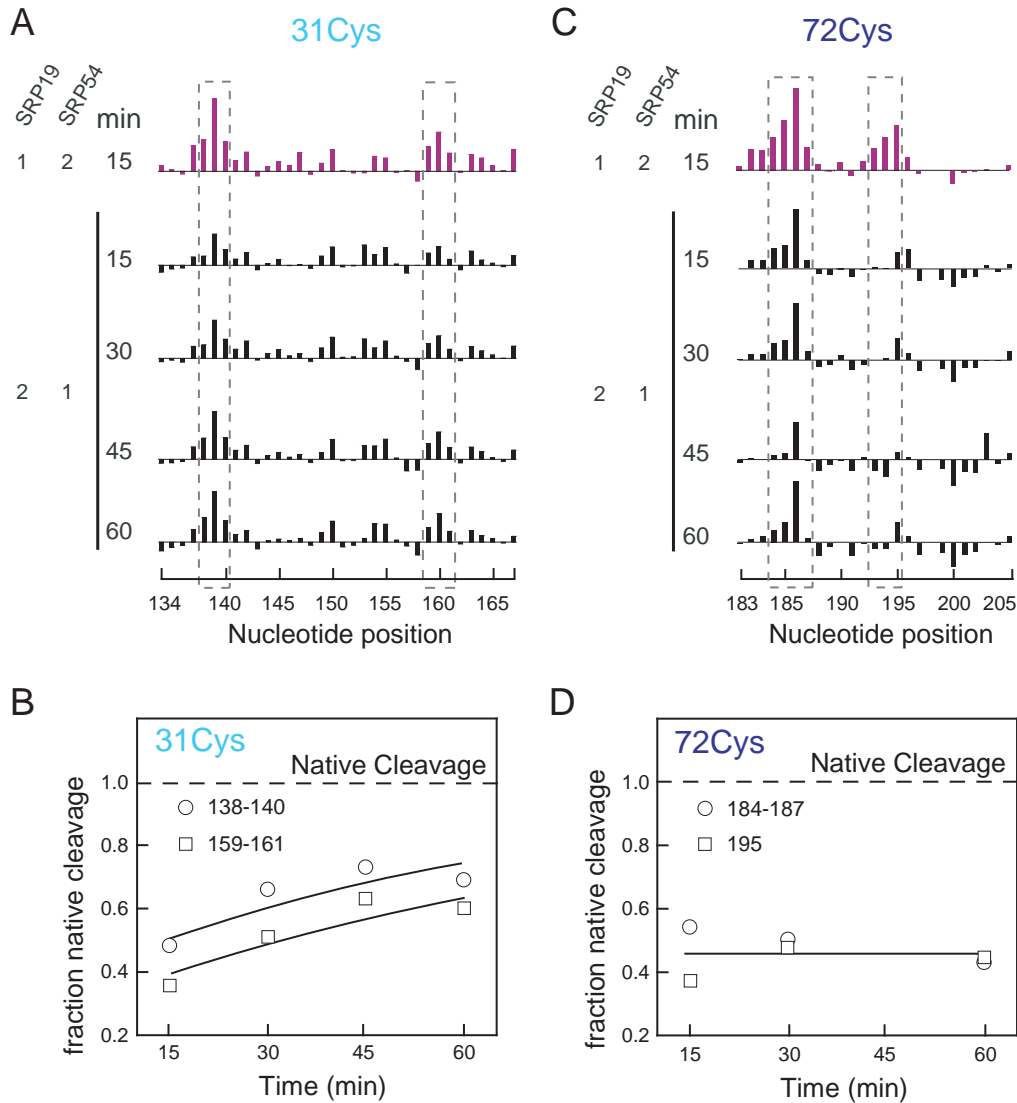 A
31Cys
SRP19
SRP54
min
1 2 15
15
30
2 1
45
60
134 140 145 150 155 160 165
Nucleotide position
C
72Cys
SRP19
SRP54
min
1 2 15
15
30
2 1
45
60
183 185 190 195 200 205
Nucleotide position
B
31Cys
Native Cleavage
138-140
159-161
fraction native cleavage
1.0
0.8
0.6
0.4
0.2
15 30 45 60
Time (min)
D
72Cys
Native Cleavage
184-187
195
fraction native cleavage
1.0
0.8
0.6
0.4
0.2
15 30 45 60
Time (min)